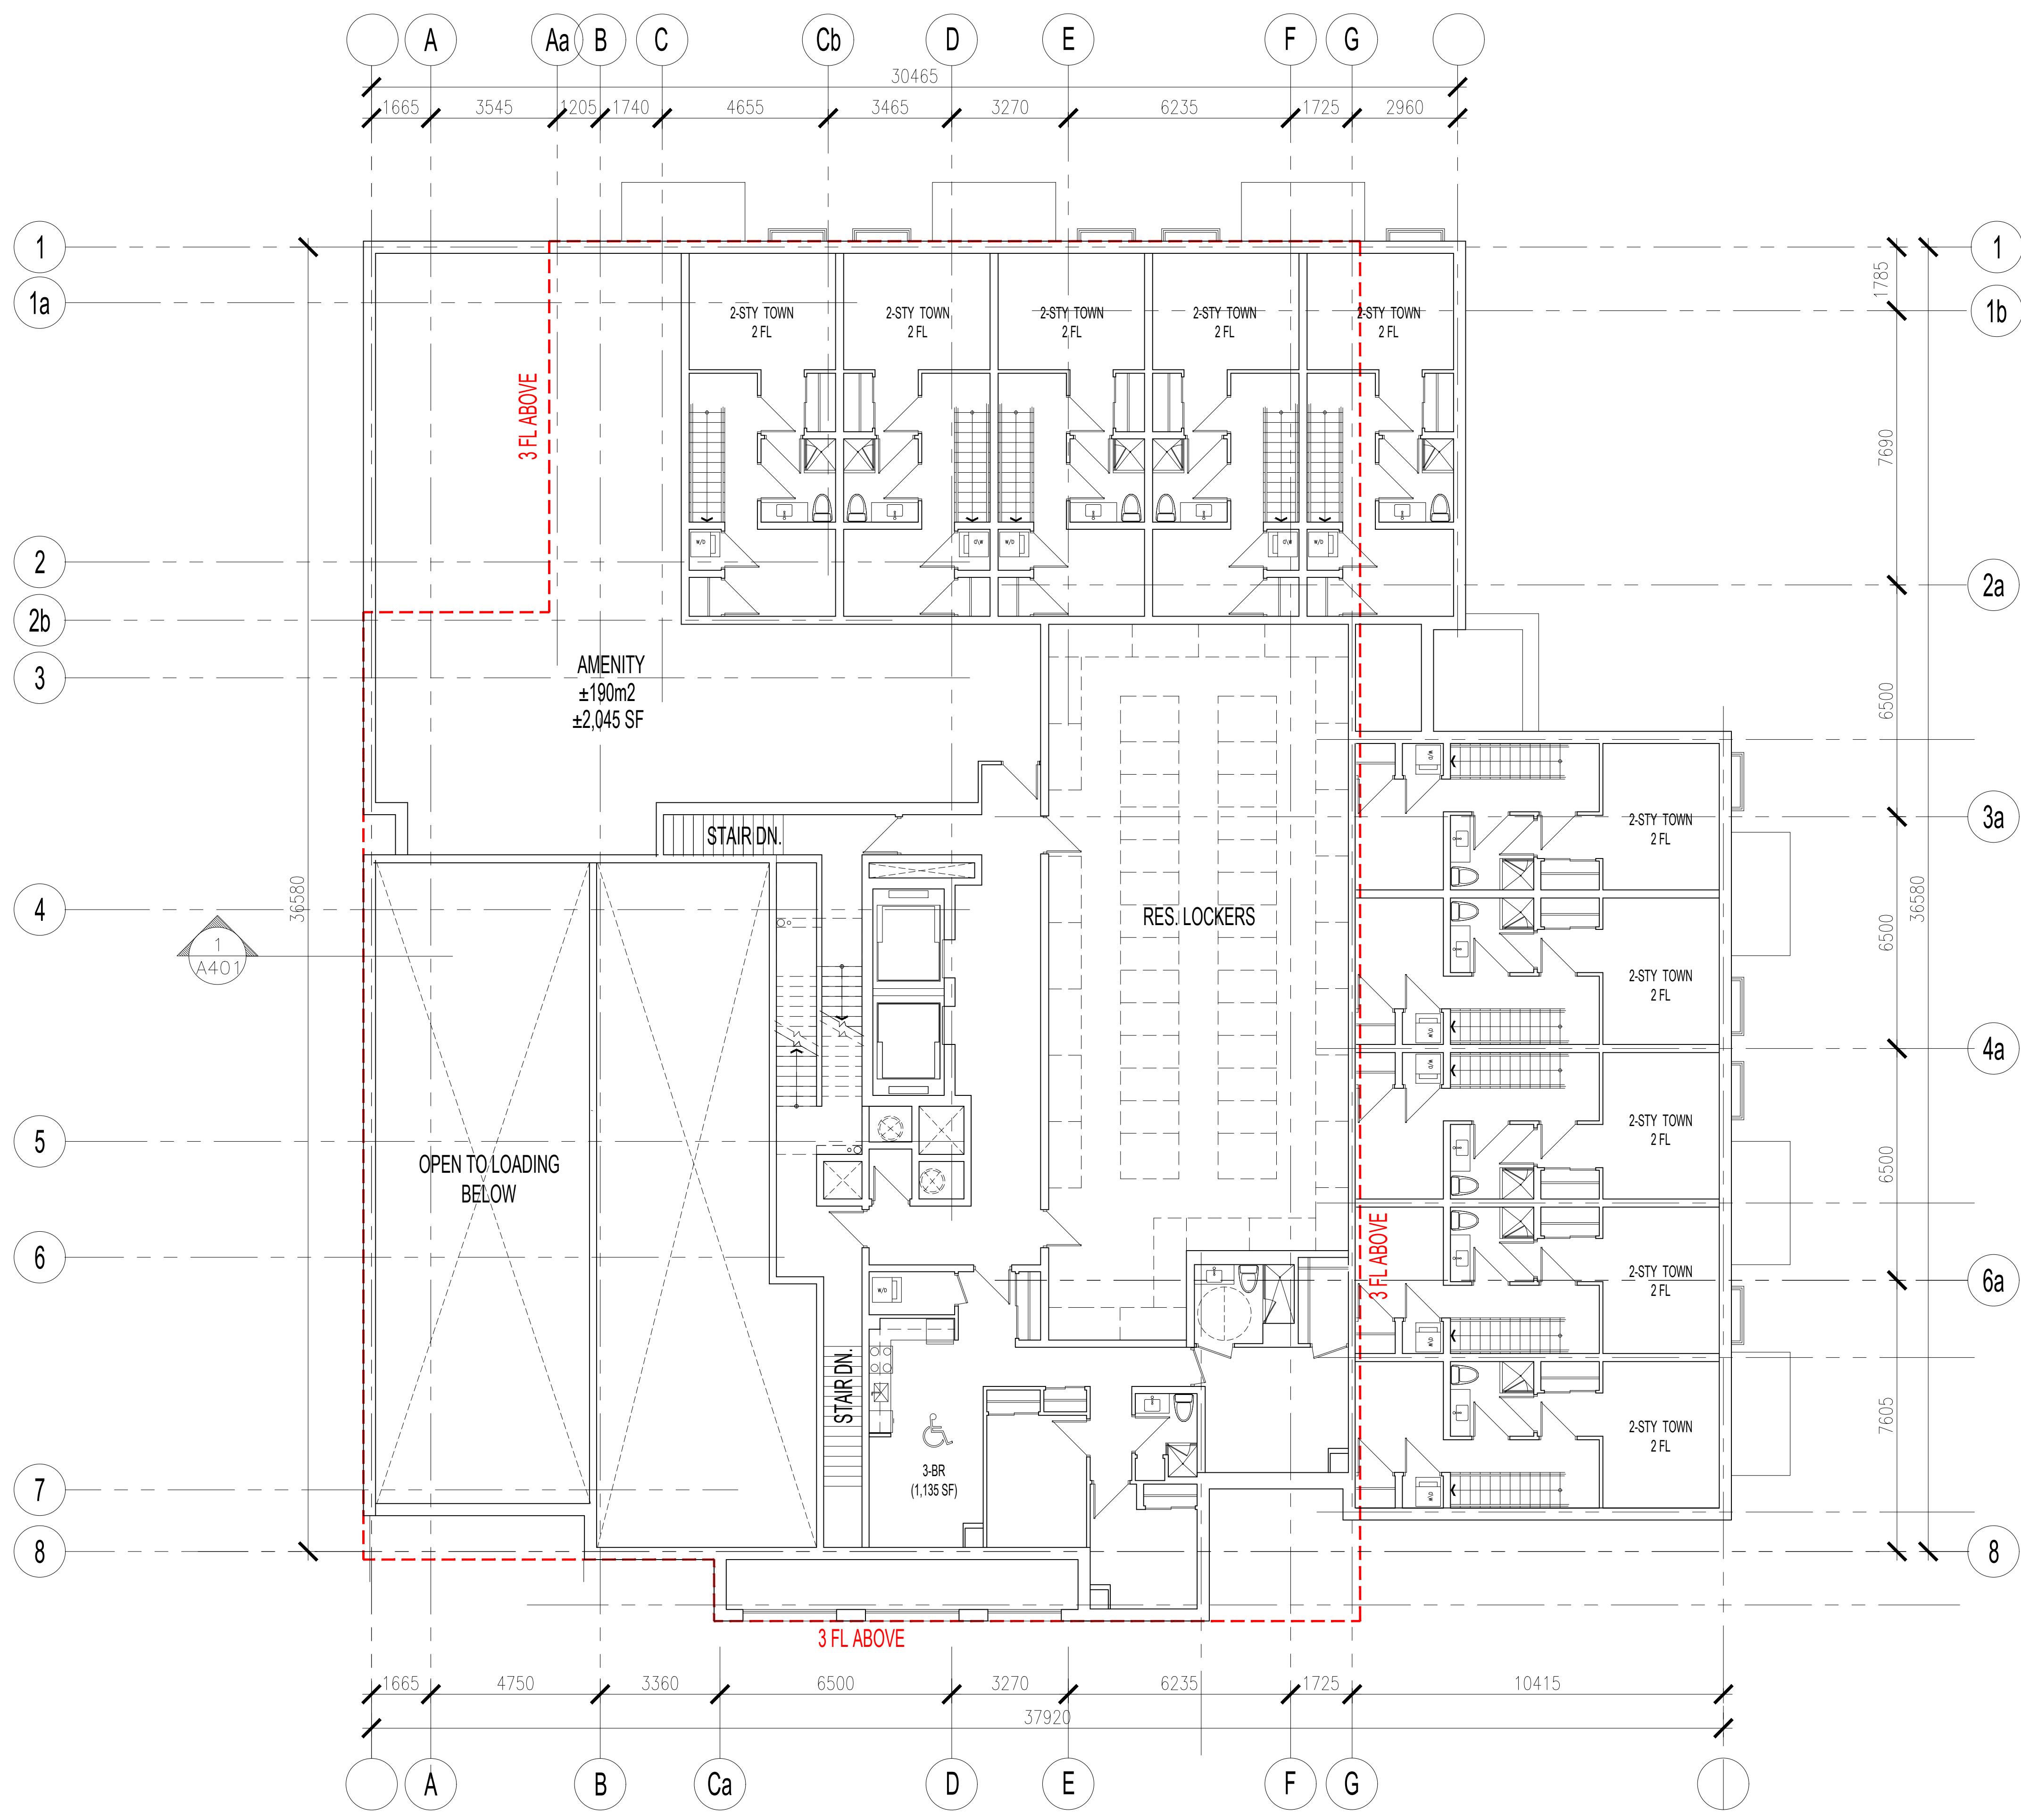 A Aa B C Cb D E F G
30465
1665 3545 1205 1740 4655 3465 3270 6235 1725 2960
1 1
1785
1a 1b
2-STY TOWN
2 FL
2-STY TOWN
2 FL
2-STY TOWN
2 FL
2-STY TOWN
2 FL
2-STY TOWN
2 FL
3 FL ABOVE
7690
W/D W/D W/D W/D W/D
2 2a
2b
3
AMENITY
±190m2
±2,045 SF
6500
W/D
3a
2-STY TOWN
2 FL
STAIR DN.
36580
36580
4
RES. LOCKERS
6500
1
A401
2-STY TOWN
2 FL
W/D
4a
W/D
2-STY TOWN
2 FL
5
OPEN TO LOADING
BELOW
6500
3 FL ABOVE
6 6a
2-STY TOWN
2 FL
W/D
W/D
STAIR DN.
7605
2-STY TOWN
2 FL
3-BR
(1,135 SF)
W/D
7
8 8
3 FL ABOVE
1665 4750 3360 6500 3270 6235 1725 10415
37920
A B Ca D E F G